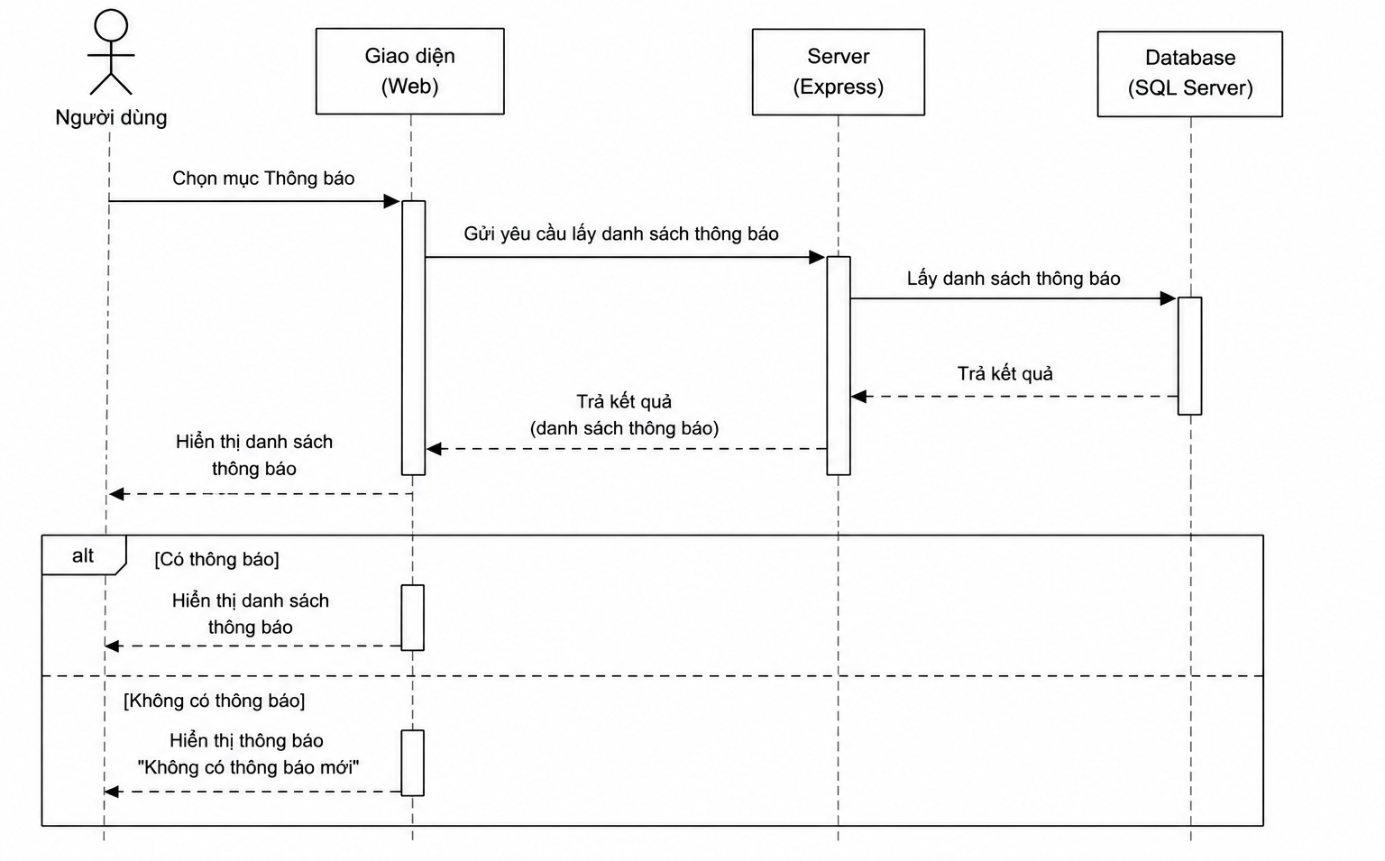 Người dùng
Giao diện
(Web)
Server
(Express)
Database
(SQL Server)
Chọn mục Thông báo
Gửi yêu cầu lấy danh sách thông báo
Lấy danh sách thông báo
Trả kết quả
Trả kết quả
(danh sách thông báo)
Hiển thị danh sách
thông báo
alt
[Có thông báo]
Hiển thị danh sách
thông báo
[Không có thông báo]
Hiển thị thông báo
"Không có thông báo mới"